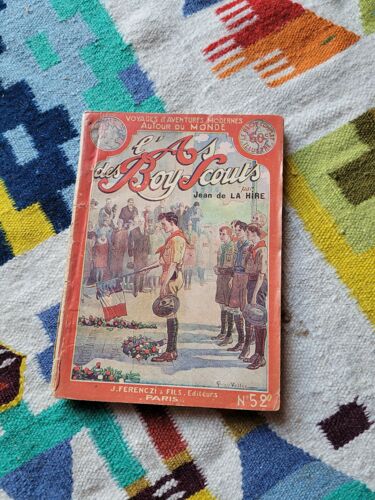 VOYAGES D'AVENTURES MODERNES
AUTOUR DU MONDE
L'As
des Boy-Scouts
par
Jean de LA HIRE
J. FERENCZI & FILS, Editeurs
PARIS
N° 52